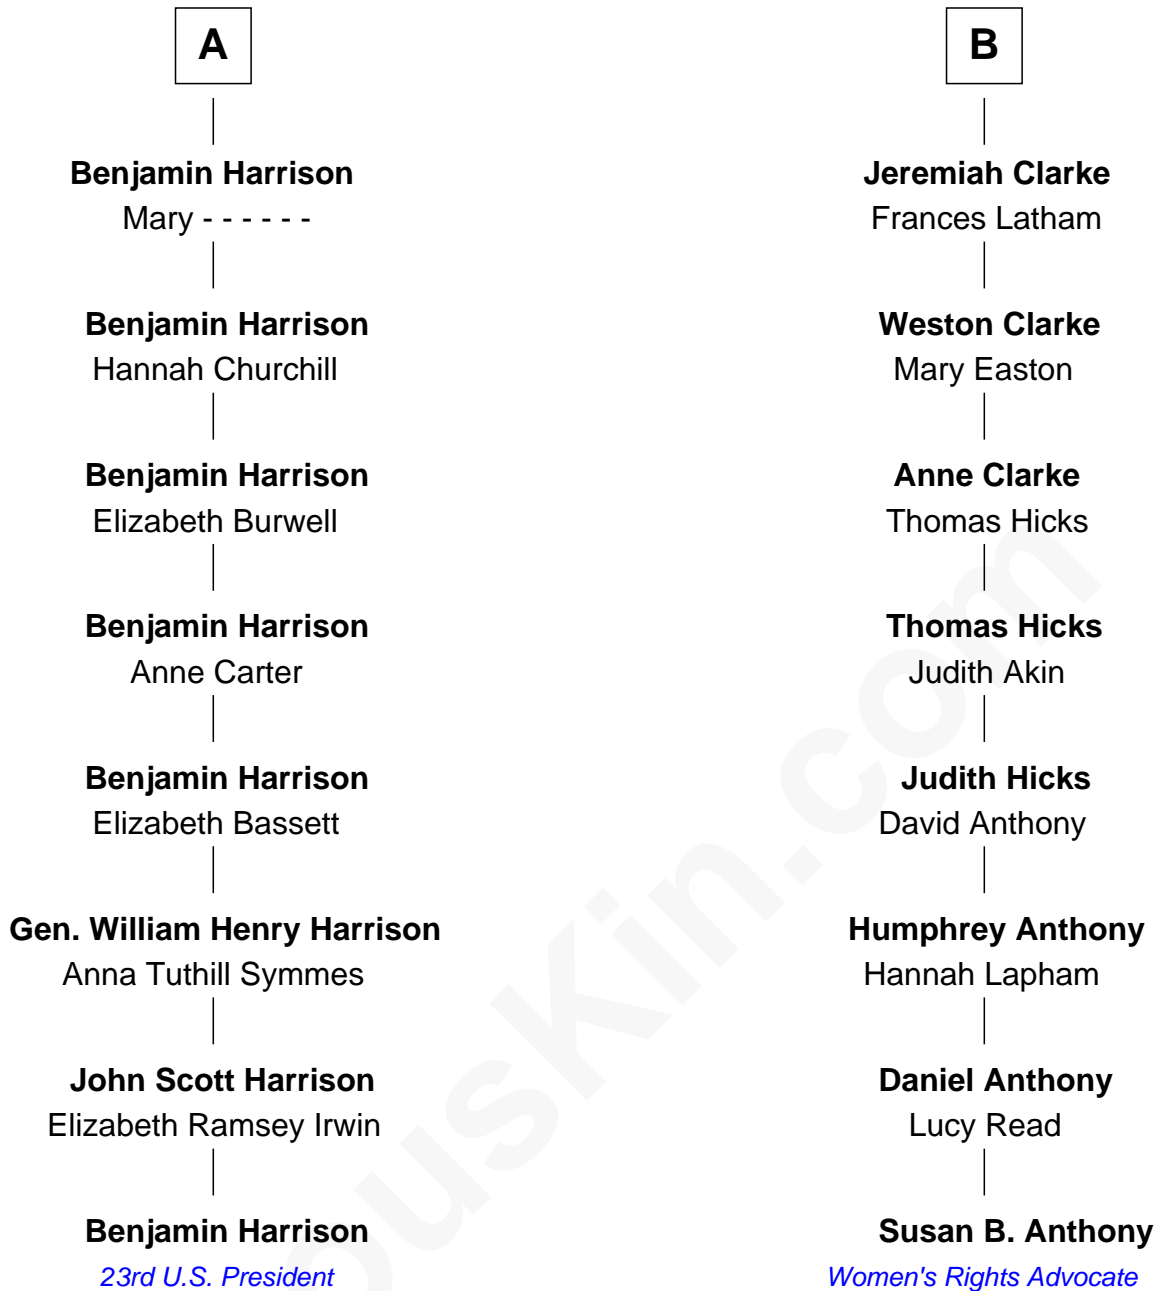 A
Benjamin Harrison
Mary - - - - - -
Benjamin Harrison
Hannah Churchill
Benjamin Harrison
Elizabeth Burwell
Benjamin Harrison
Anne Carter
Benjamin Harrison
Elizabeth Bassett
Gen. William Henry Harrison
Anna Tuthill Symmes
John Scott Harrison
Elizabeth Ramsey Irwin
Benjamin Harrison
23rd U.S. President
B
Jeremiah Clarke
Frances Latham
Weston Clarke
Mary Easton
Anne Clarke
Thomas Hicks
Thomas Hicks
Judith Akin
Judith Hicks
David Anthony
Humphrey Anthony
Hannah Lapham
Daniel Anthony
Lucy Read
Susan B. Anthony
Women's Rights Advocate
ousKin.com